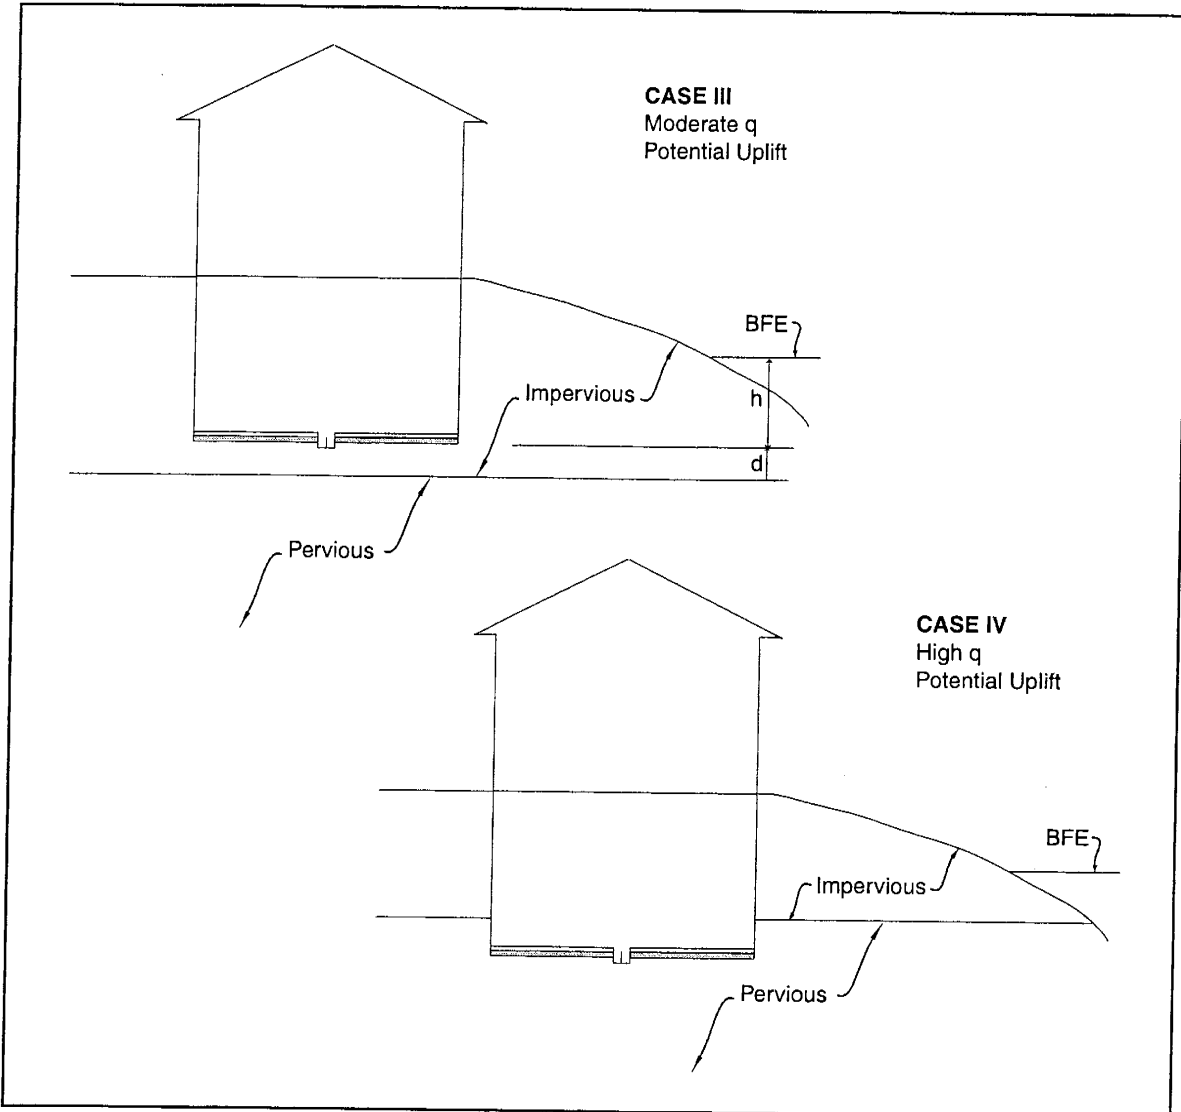 CASE III
Moderate q
Potential Uplift
BFE
Impervious
h
d
Pervious
CASE IV
High q
Potential Uplift
BFE
Impervious
Pervious